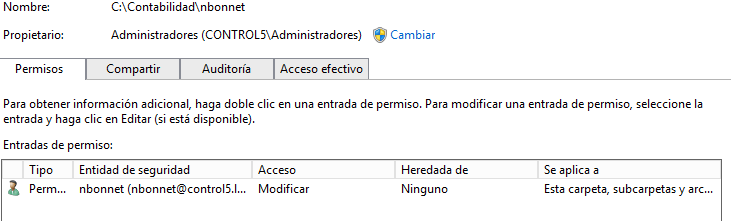 Nombre: C:\Contabilidad\nbonnet
Propietario: Administradores (CONTROL5\Administradores) Cambiar
Permisos Compartir Auditoría Acceso efectivo
Para obtener información adicional, haga doble clic en una entrada de permiso. Para modificar una entrada de permiso, seleccione la
entrada y haga clic en Editar (si está disponible).
Entradas de permiso:
Tipo Entidad de seguridad Acceso Heredada de Se aplica a
Perm... nbonnet (nbonnet@control5.l... Modificar Ninguno Esta carpeta, subcarpetas y arc...